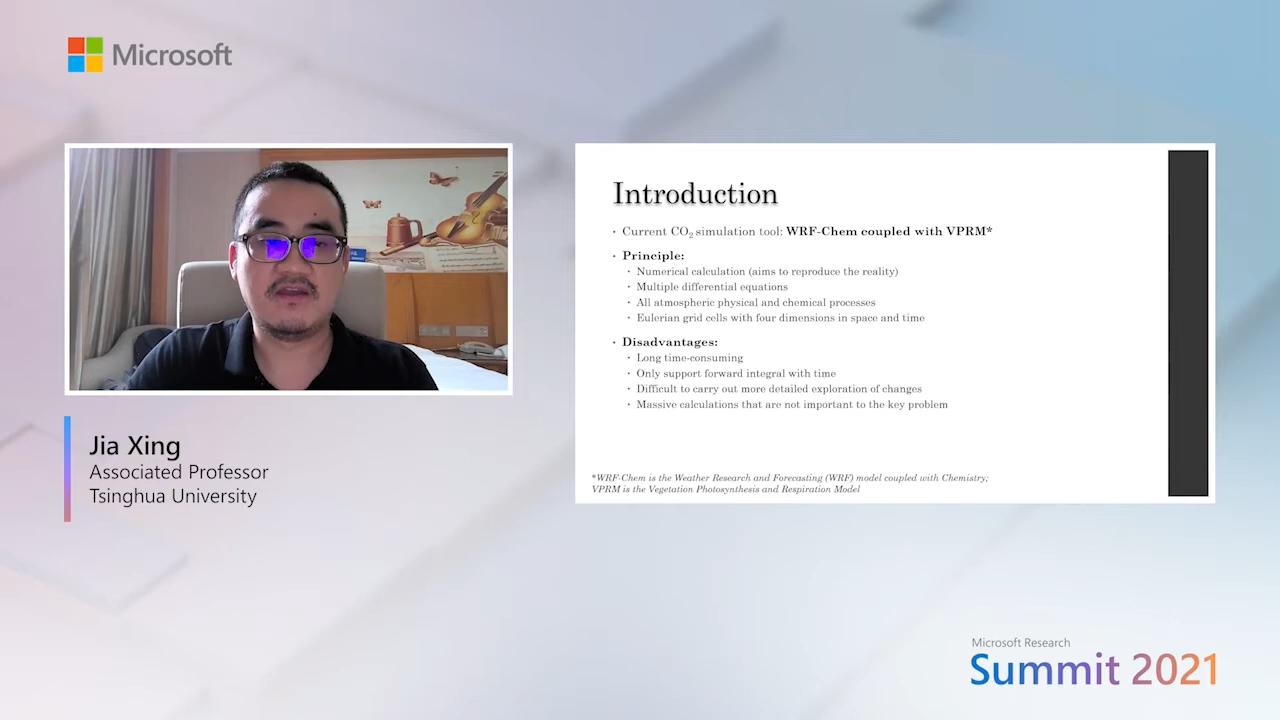 Microsoft
Introduction
• Current CO₂ simulation tool: WRF-Chem coupled with VPRM*
• Principle:
• Numerical calculation (aims to reproduce the reality)
• Multiple differential equations
• All atmospheric physical and chemical processes
• Eulerian grid cells with four dimensions in space and time
• Disadvantages:
• Long time-consuming
• Only support forward integral with time
• Difficult to carry out more detailed exploration of changes
• Massive calculations that are not important to the key problem
*WRF-Chem is the Weather Research and Forecasting (WRF) model coupled with Chemistry;
VPRM is the Vegetation Photosynthesis and Respiration Model
Jia Xing
Associated Professor
Tsinghua University
Microsoft Research
Summit 2021